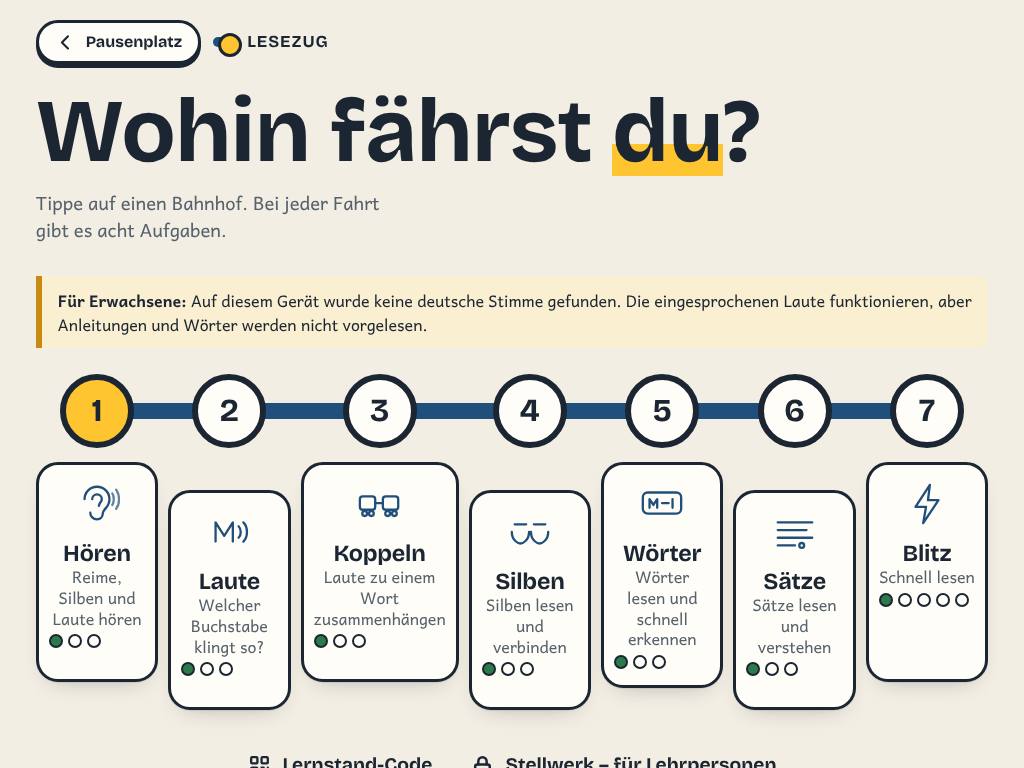 Pausenplatz
LESEZUG
Wohin fährst du?
Tippe auf einen Bahnhof. Bei jeder Fahrt
gibt es acht Aufgaben.
Für Erwachsene: Auf diesem Gerät wurde keine deutsche Stimme gefunden. Die eingesprochenen Laute funktionieren, aber
Anleitungen und Wörter werden nicht vorgelesen.
1
2
3
4
5
6
7
Hören
Reime,
Silben und
Laute hören
M
Laute
Welcher
Buchstabe
klingt so?
Koppeln
Laute zu einem
Wort
zusammenhängen
Silben
Silben lesen
und
verbinden
M–I
Wörter
Wörter
lesen und
schnell
erkennen
Sätze
Sätze lesen
und
verstehen
Blitz
Schnell lesen
Lernstand-Code
Stellwerk – für Lehrpersonen